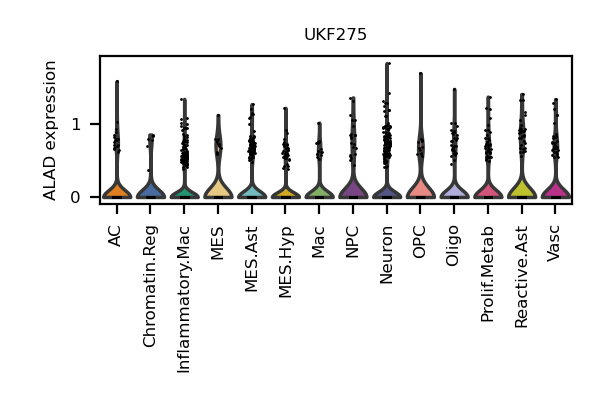 UKF275
ALAD expression
1
0
AC
Chromatin.Reg
Inflammatory.Mac
MES
MES.Ast
MES.Hyp
Mac
NPC
Neuron
OPC
Oligo
Prolif.Metab
Reactive.Ast
Vasc